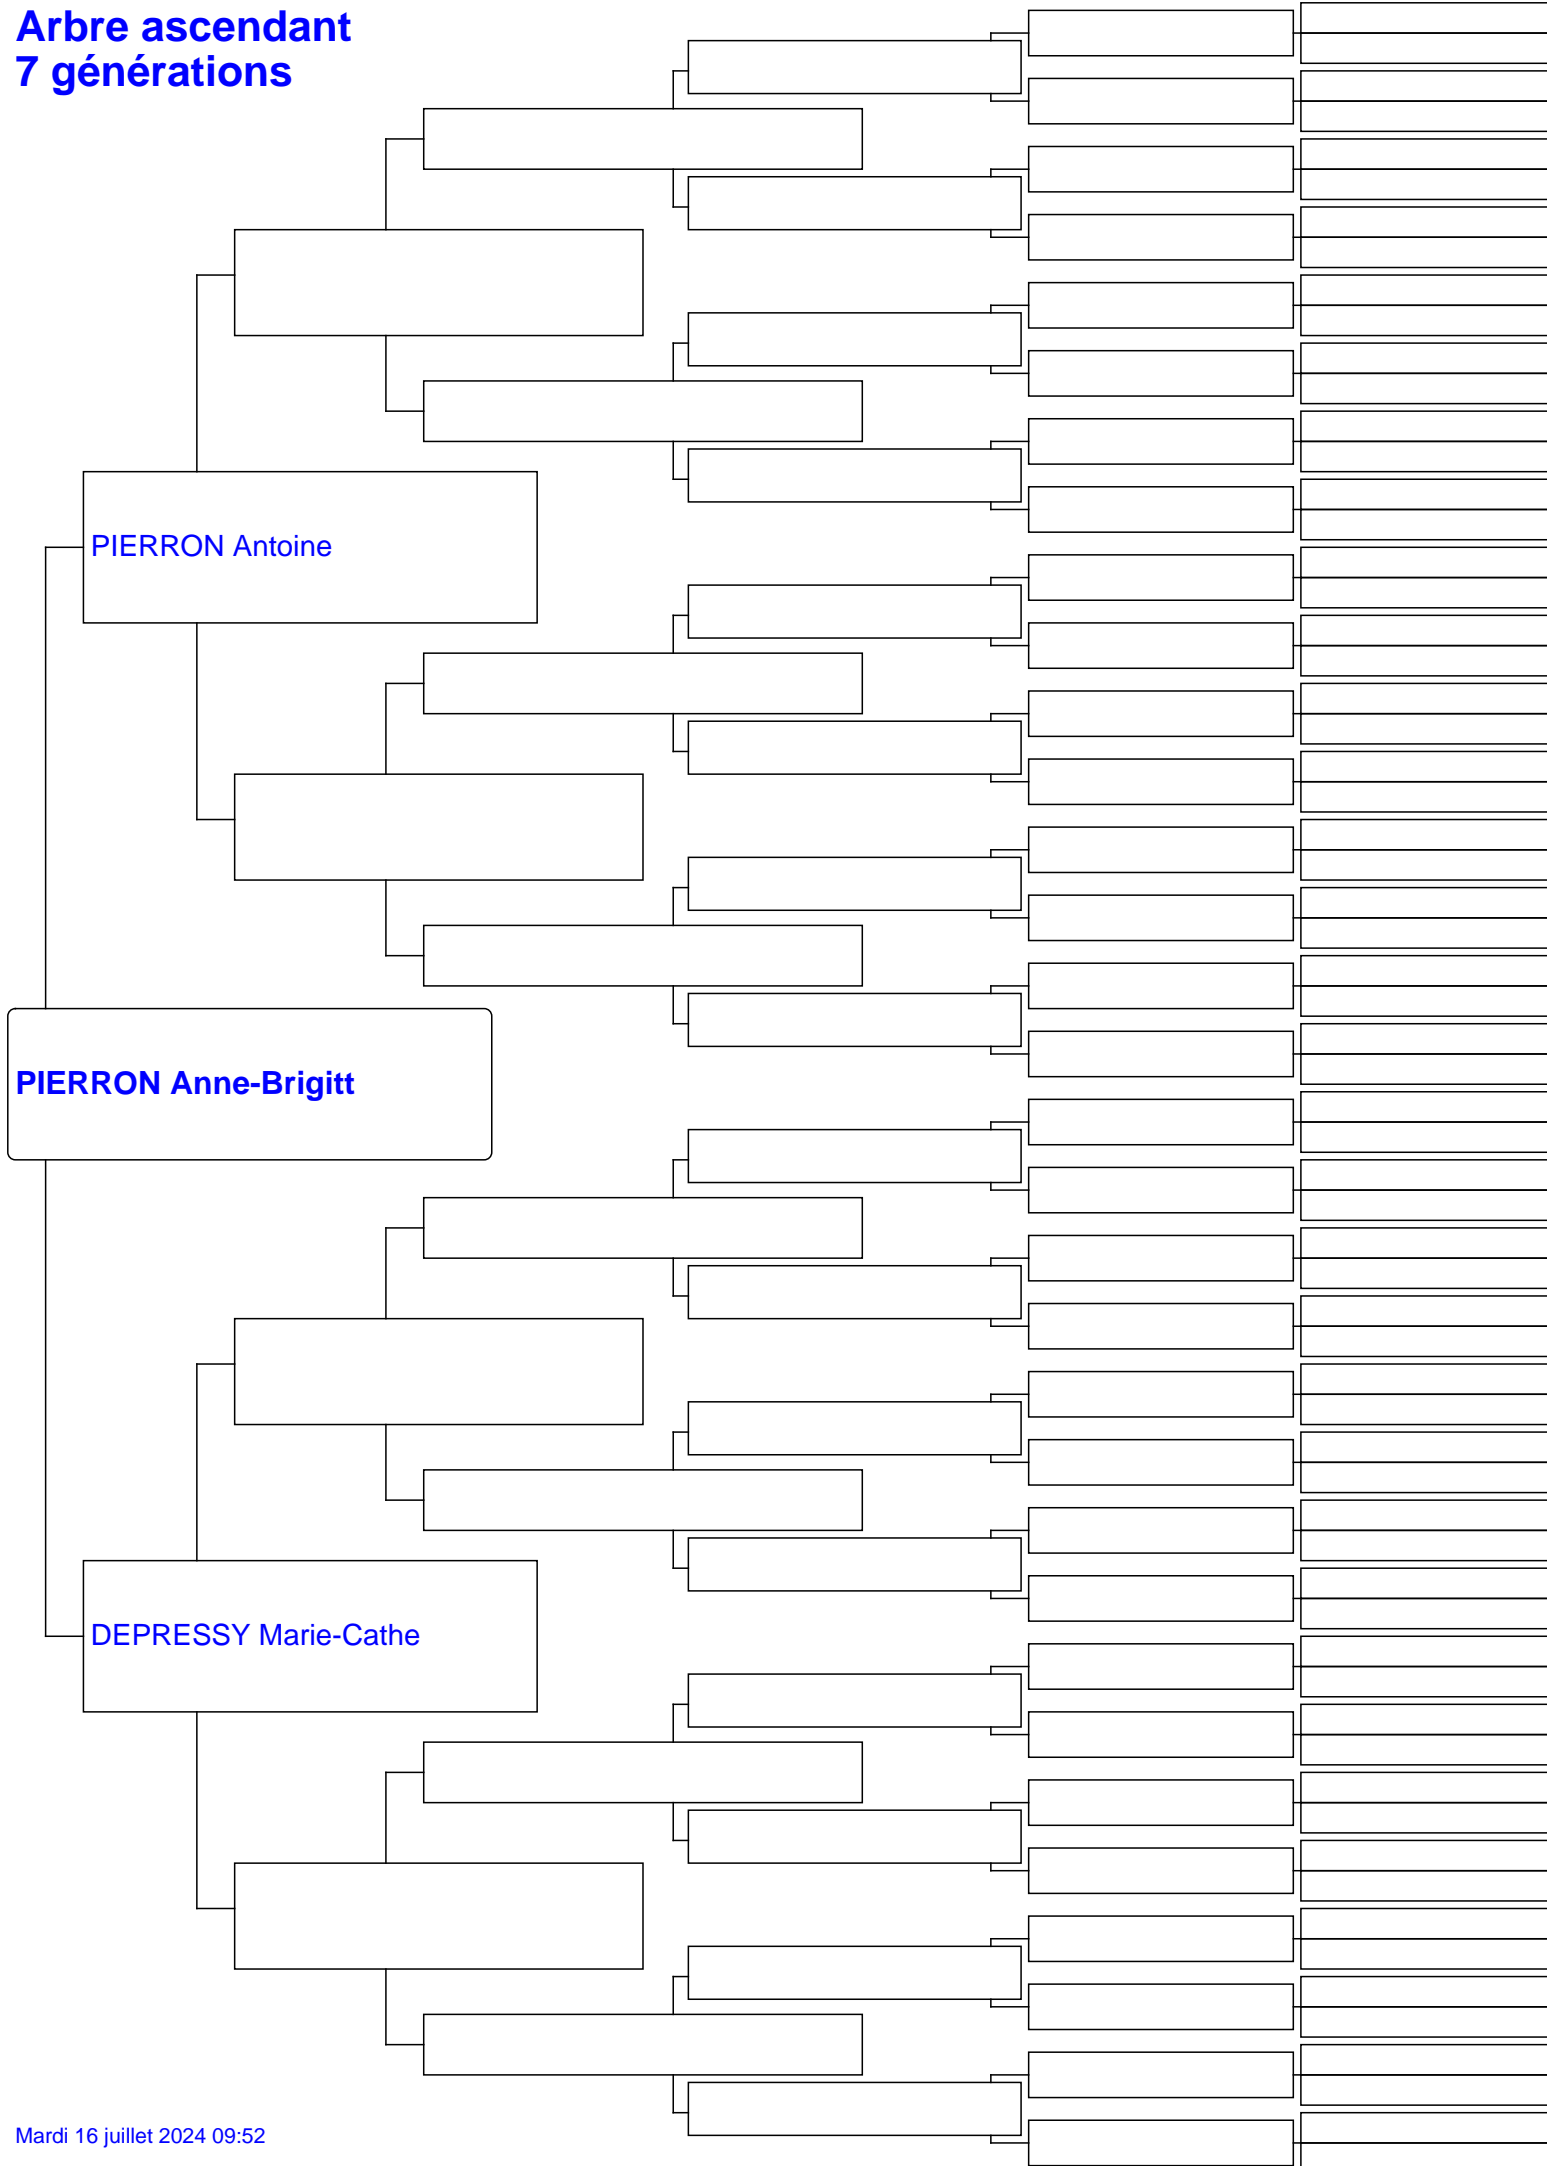 Arbre ascendant
7 générations
PIERRON Antoine
PIERRON Anne-Brigitt
DEPRESSY Marie-Cathe
Mardi 16 juillet 2024 09:52